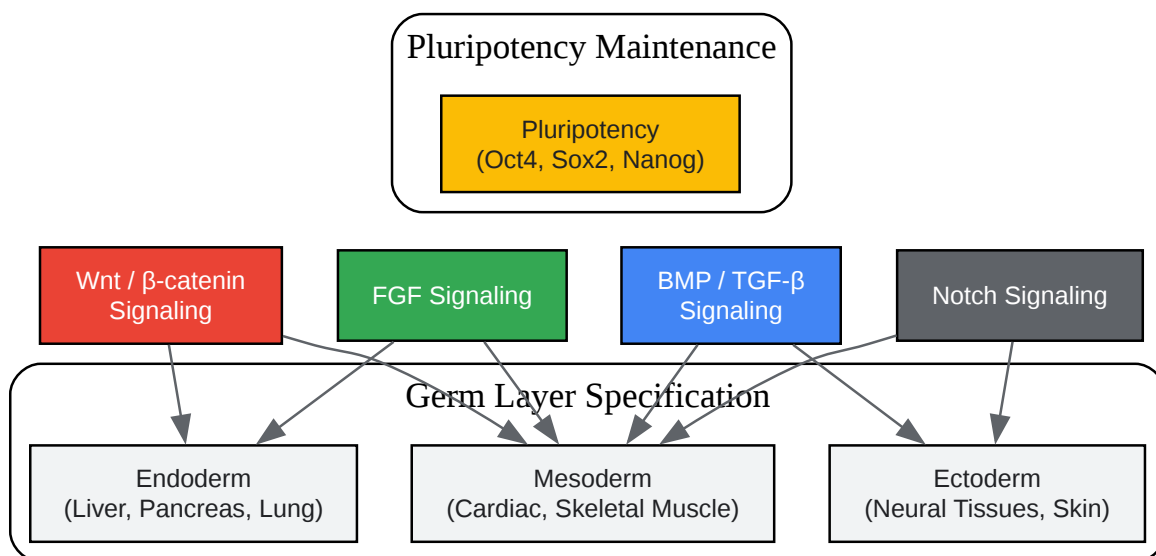 Pluripotency Maintenance
Pluripotency
(Oct4, Sox2, Nanog)
Wnt / β-catenin
Signaling
FGF Signaling
BMP / TGF-β
Signaling
Notch Signaling
Germ Layer Specification
Endoderm
(Liver, Pancreas, Lung)
Mesoderm
(Cardiac, Skeletal Muscle)
Ectoderm
(Neural Tissues, Skin)